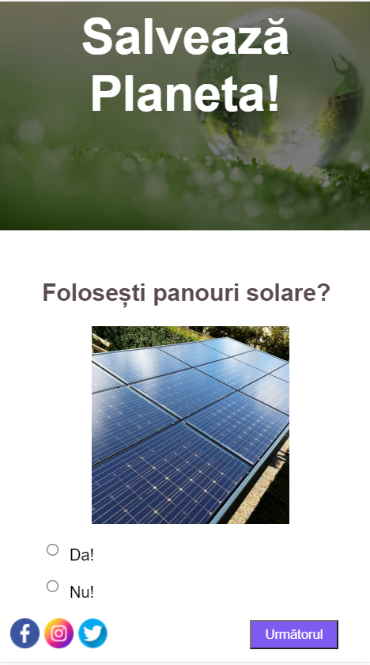 Salvează
Planeta!
Folosești panouri solare?
Da!
Nu!
Următorul